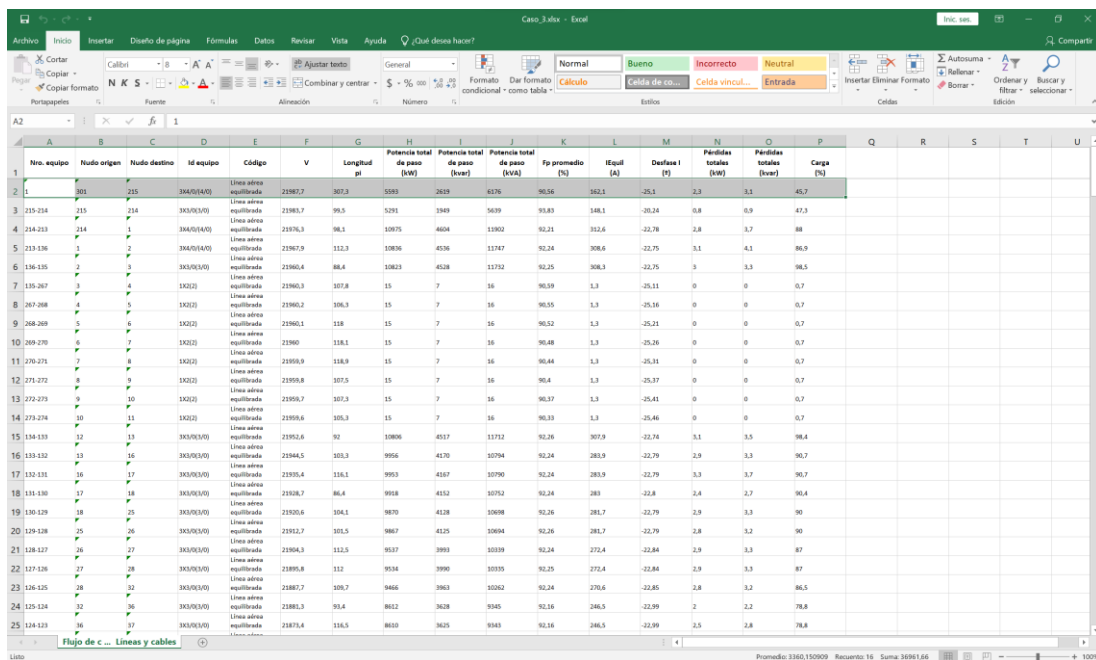 Caso_3.xlsx - Excel
Inic. ses.
Archivo Inicio Insertar Diseño de página Fórmulas Datos Revisar Vista Ayuda ¿Qué desea hacer? Compartir
Cortar
Copiar
Copiar formato
Pegar
Portapapeles
Calibri 8
N K S
Fuente
Ajustar texto
Combinar y centrar
Alineación
General
$ % 000
Número
Formato condicional
Dar formato como tabla
Normal Bueno Incorrecto Neutral
Cálculo Celda de co... Celda vincul... Entrada
Estilos
Insertar Eliminar Formato
Celdas
Autosuma
Rellenar
Borrar
Ordenar y filtrar
Buscar y seleccionar
Edición
A2 fx 1
A B C D E F G H I J K L M N O P Q R S T U
1 Nro. equipo Nudo origen Nudo destino Id equipo Código V Longitud pi Potencia total de paso (kW) Potencia total de paso (kvar) Potencia total de paso (kVA) Fp promedio (%) IEquil (A) Desfase I (º) Pérdidas totales (kW) Pérdidas totales (kvar) Carga (%)
2 1 301 215 3X4/0/(4/0) Línea aérea equilibrada 21987,7 307,3 5593 2619 6176 90,56 162,1 -25,1 2,3 3,1 45,7
3 215-214 215 214 3X3/0(3/0) Línea aérea equilibrada 21983,7 99,5 5291 1949 5639 93,83 148,1 -20,24 0,8 0,9 47,3
4 214-213 214 1 3X4/0/(4/0) Línea aérea equilibrada 21976,3 98,1 10975 4604 11902 92,21 312,6 -22,78 2,8 3,7 88
5 213-136 1 2 3X4/0/(4/0) Línea aérea equilibrada 21967,9 112,3 10836 4536 11747 92,24 308,6 -22,75 3,1 4,1 86,9
6 136-135 2 3 3X3/0(3/0) Línea aérea equilibrada 21960,4 88,4 10823 4528 11732 92,25 308,3 -22,75 3 3,3 98,5
7 135-267 3 4 1X2(2) Línea aérea equilibrada 21960,3 107,8 15 7 16 90,59 1,3 -25,11 0 0 0,7
8 267-268 4 5 1X2(2) Línea aérea equilibrada 21960,2 106,3 15 7 16 90,55 1,3 -25,16 0 0 0,7
9 268-269 5 6 1X2(2) Línea aérea equilibrada 21960,1 118 15 7 16 90,52 1,3 -25,21 0 0 0,7
10 269-270 6 7 1X2(2) Línea aérea equilibrada 21960 118,1 15 7 16 90,48 1,3 -25,26 0 0 0,7
11 270-271 7 8 1X2(2) Línea aérea equilibrada 21959,9 118,9 15 7 16 90,44 1,3 -25,31 0 0 0,7
12 271-272 8 9 1X2(2) Línea aérea equilibrada 21959,8 107,5 15 7 16 90,4 1,3 -25,37 0 0 0,7
13 272-273 9 10 1X2(2) Línea aérea equilibrada 21959,7 107,3 15 7 16 90,37 1,3 -25,41 0 0 0,7
14 273-274 10 11 1X2(2) Línea aérea equilibrada 21959,6 105,3 15 7 16 90,33 1,3 -25,46 0 0 0,7
15 134-133 12 13 3X3/0(3/0) Línea aérea equilibrada 21952,6 92 10806 4517 11712 92,26 307,9 -22,74 3,1 3,5 98,4
16 133-132 13 16 3X3/0(3/0) Línea aérea equilibrada 21944,5 103,3 9956 4170 10794 92,24 283,9 -22,79 2,9 3,3 90,7
17 132-131 16 17 3X3/0(3/0) Línea aérea equilibrada 21935,4 116,1 9953 4167 10790 92,24 283,9 -22,79 3,3 3,7 90,7
18 131-130 17 18 3X3/0(3/0) Línea aérea equilibrada 21928,7 86,4 9918 4152 10752 92,24 283 -22,8 2,4 2,7 90,4
19 130-129 18 25 3X3/0(3/0) Línea aérea equilibrada 21920,6 104,1 9870 4128 10698 92,26 281,7 -22,79 2,9 3,3 90
20 129-128 25 26 3X3/0(3/0) Línea aérea equilibrada 21912,7 101,5 9867 4125 10694 92,26 281,7 -22,79 2,8 3,2 90
21 128-127 26 27 3X3/0(3/0) Línea aérea equilibrada 21904,3 112,5 9537 3993 10339 92,24 272,4 -22,84 2,9 3,3 87
22 127-126 27 28 3X3/0(3/0) Línea aérea equilibrada 21895,8 112 9534 3990 10335 92,25 272,4 -22,84 2,9 3,3 87
23 126-125 28 32 3X3/0(3/0) Línea aérea equilibrada 21887,7 109,7 9466 3963 10262 92,24 270,6 -22,85 2,8 3,2 86,5
24 125-124 32 36 3X3/0(3/0) Línea aérea equilibrada 21881,3 93,4 8612 3628 9345 92,16 246,5 -22,99 2 2,2 78,8
25 124-123 36 37 3X3/0(3/0) Línea aérea equilibrada 21873,4 116,5 8610 3625 9343 92,16 246,5 -22,99 2,5 2,8 78,8
Flujo de c ... Líneas y cables
Listo Promedio: 3360,150909 Recuento: 16 Suma: 36961,66 100%